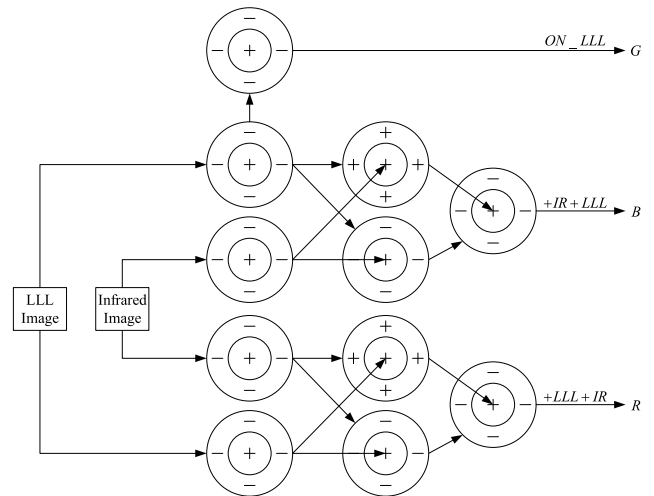 ON_LLL
G
+IR+LLL
B
LLL
Image
Infrared
Image
+LLL+IR
R